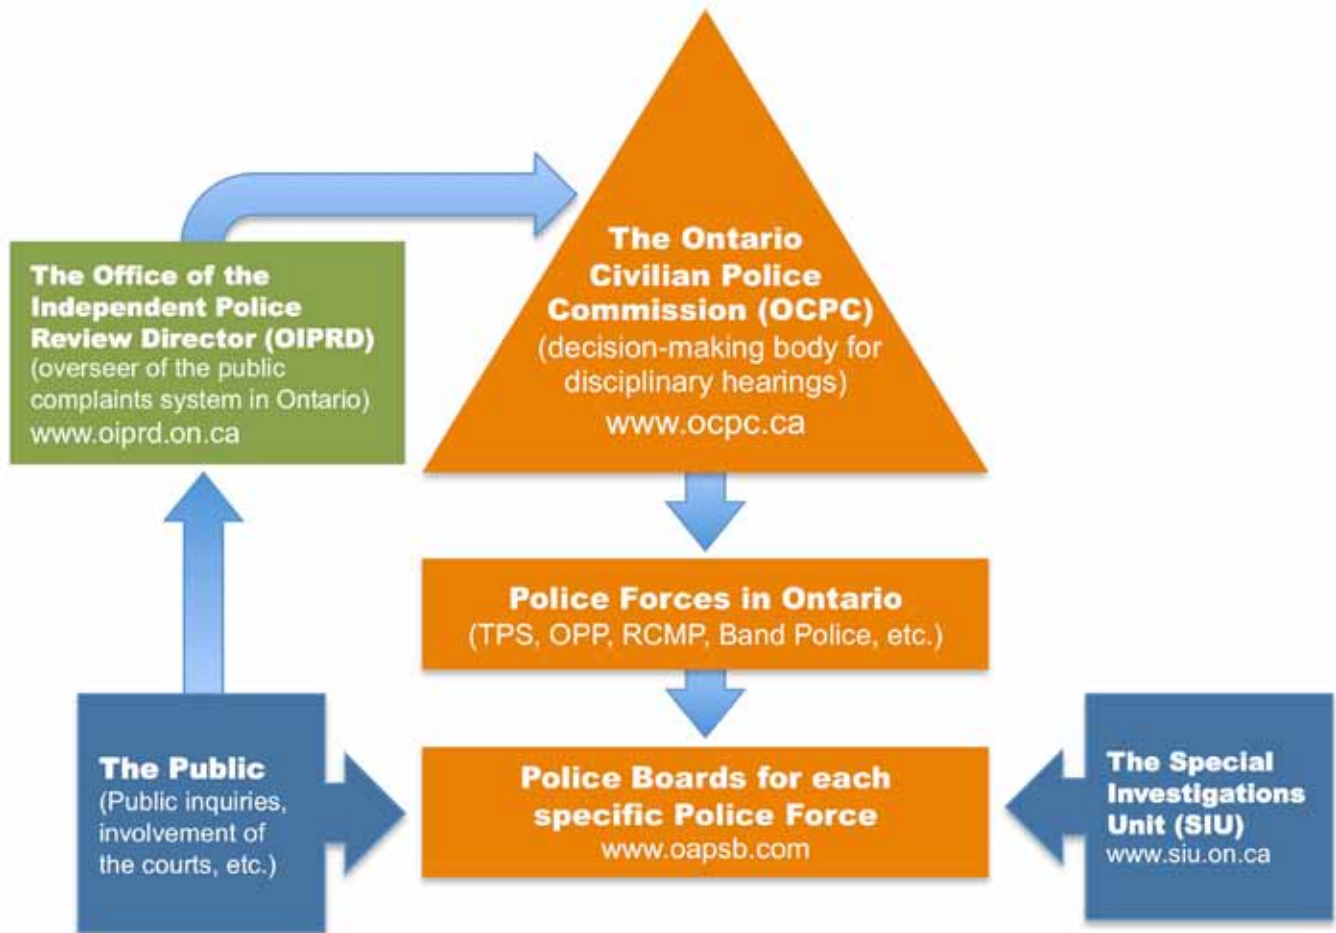 The Ontario
Civilian Police
Commission (OCPC)
(decision-making body for
disciplinary hearings)
www.ocpc.ca
The Office of the
Independent Police
Review Director (OIPRD)
(overseer of the public
complaints system in Ontario)
www.oiprd.on.ca
Police Forces in Ontario
(TPS, OPP, RCMP, Band Police, etc.)
The Public
(Public inquiries,
involvement of
the courts, etc.)
Police Boards for each
specific Police Force
www.oapsb.com
The Special
Investigations
Unit (SIU)
www.siu.on.ca